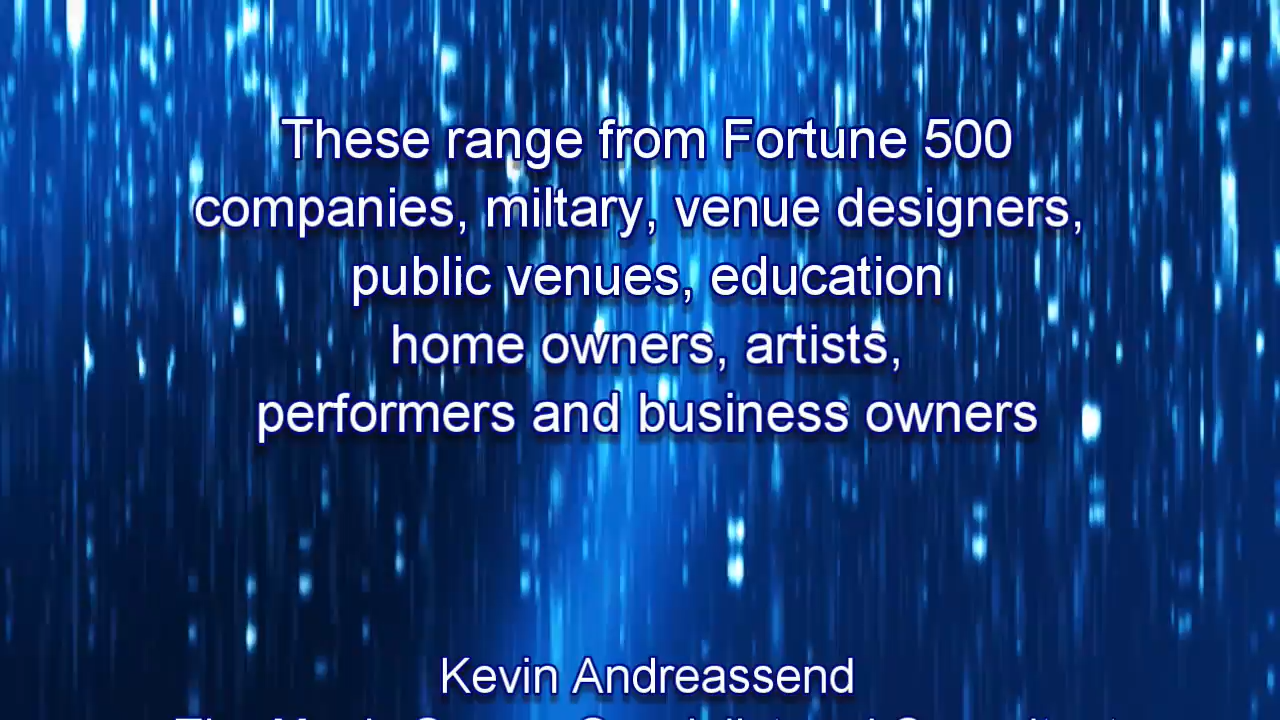 These range from Fortune 500
companies, miltary, venue designers,
public venues, education
home owners, artists,
performers and business owners
Kevin Andreassend